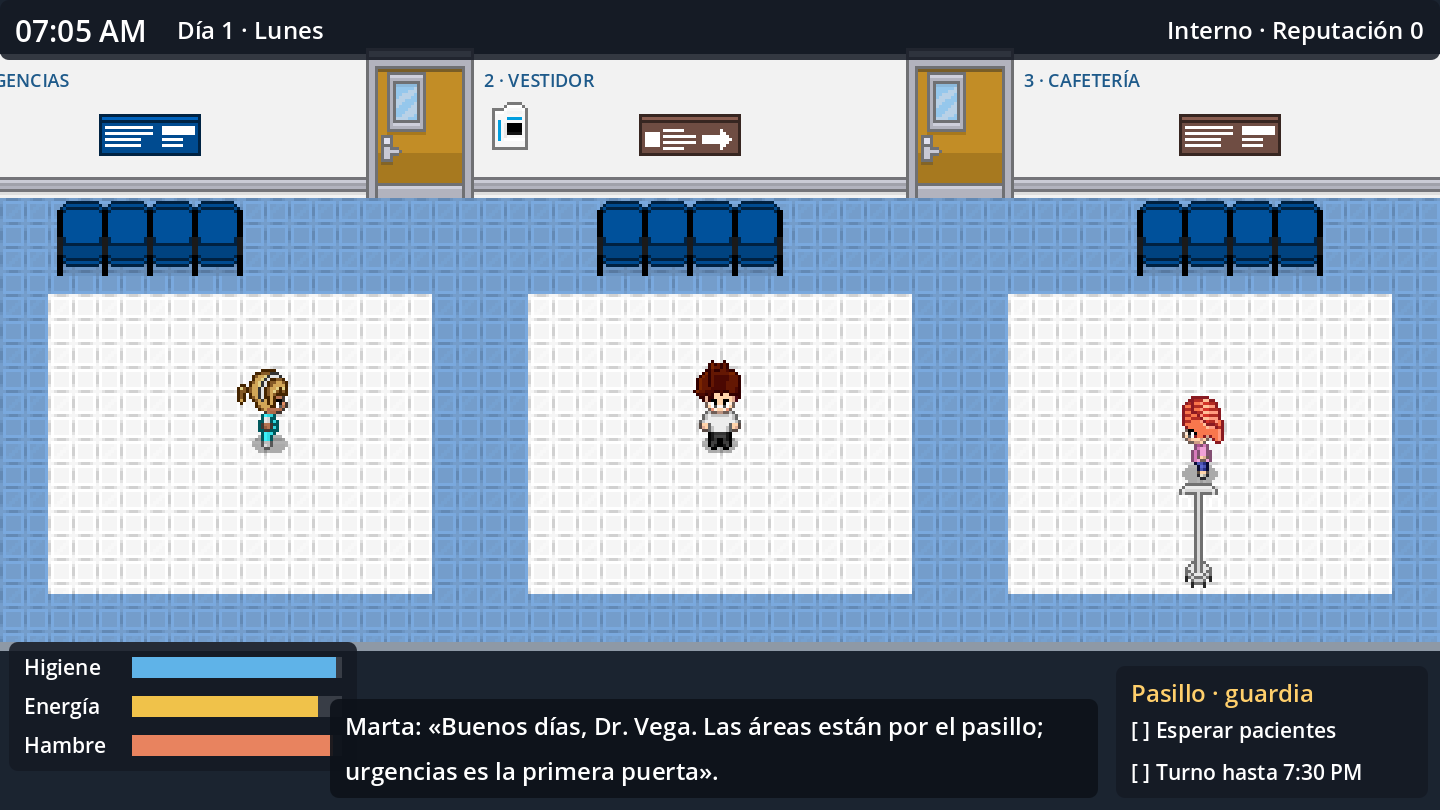 07:05 AM Día 1 · Lunes
Interno · Reputación 0
GENCIAS
2 · VESTIDOR
3 · CAFETERÍA
Higiene
Energía
Hambre
Marta: «Buenos días, Dr. Vega. Las áreas están por el pasillo;
urgencias es la primera puerta».
Pasillo · guardia
[ ] Esperar pacientes
[ ] Turno hasta 7:30 PM